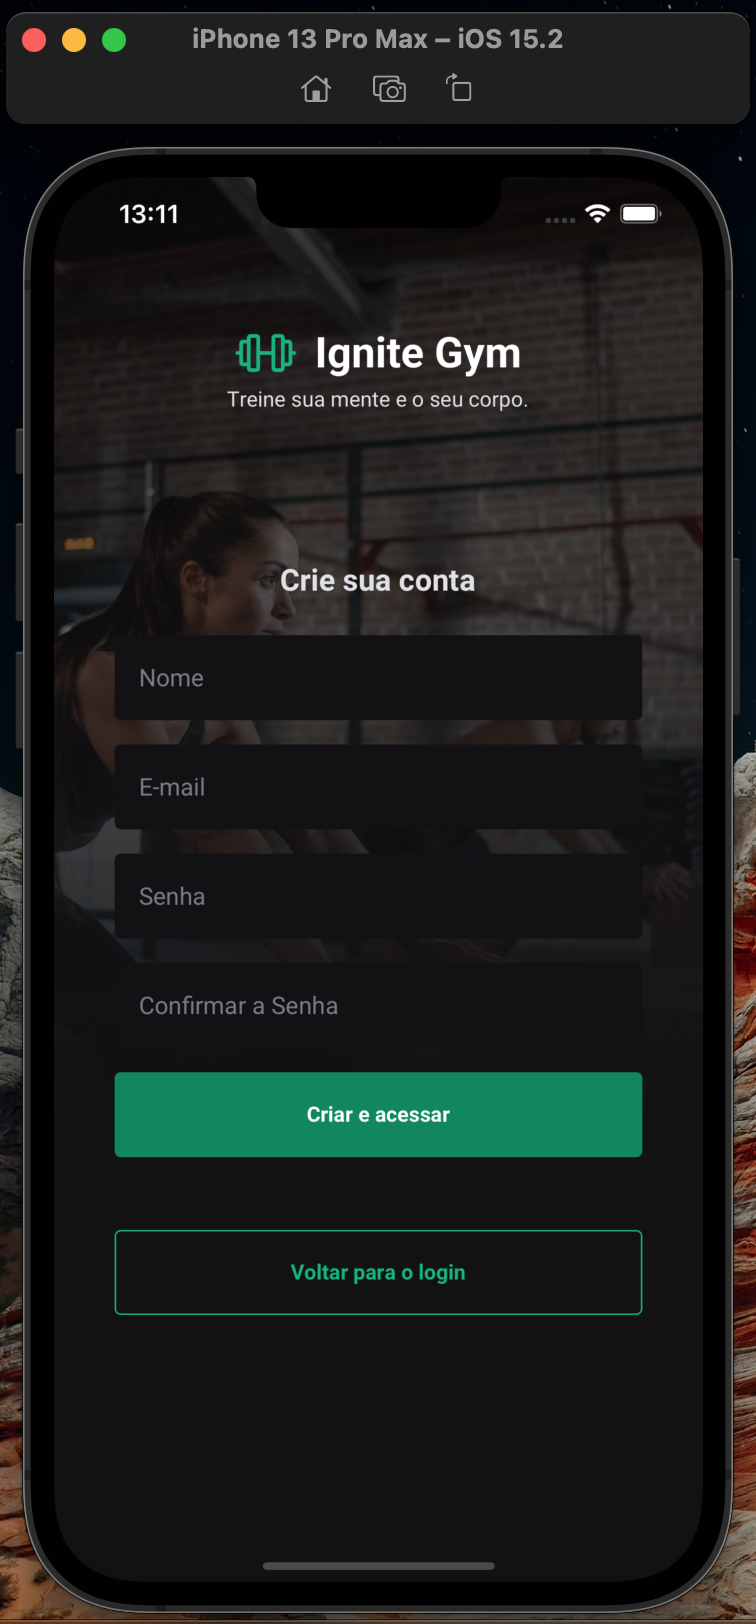 iPhone 13 Pro Max – iOS 15.2
13:11
Ignite Gym
Treine sua mente e o seu corpo.
Crie sua conta
Nome
E-mail
Senha
Confirmar a Senha
Criar e acessar
Voltar para o login